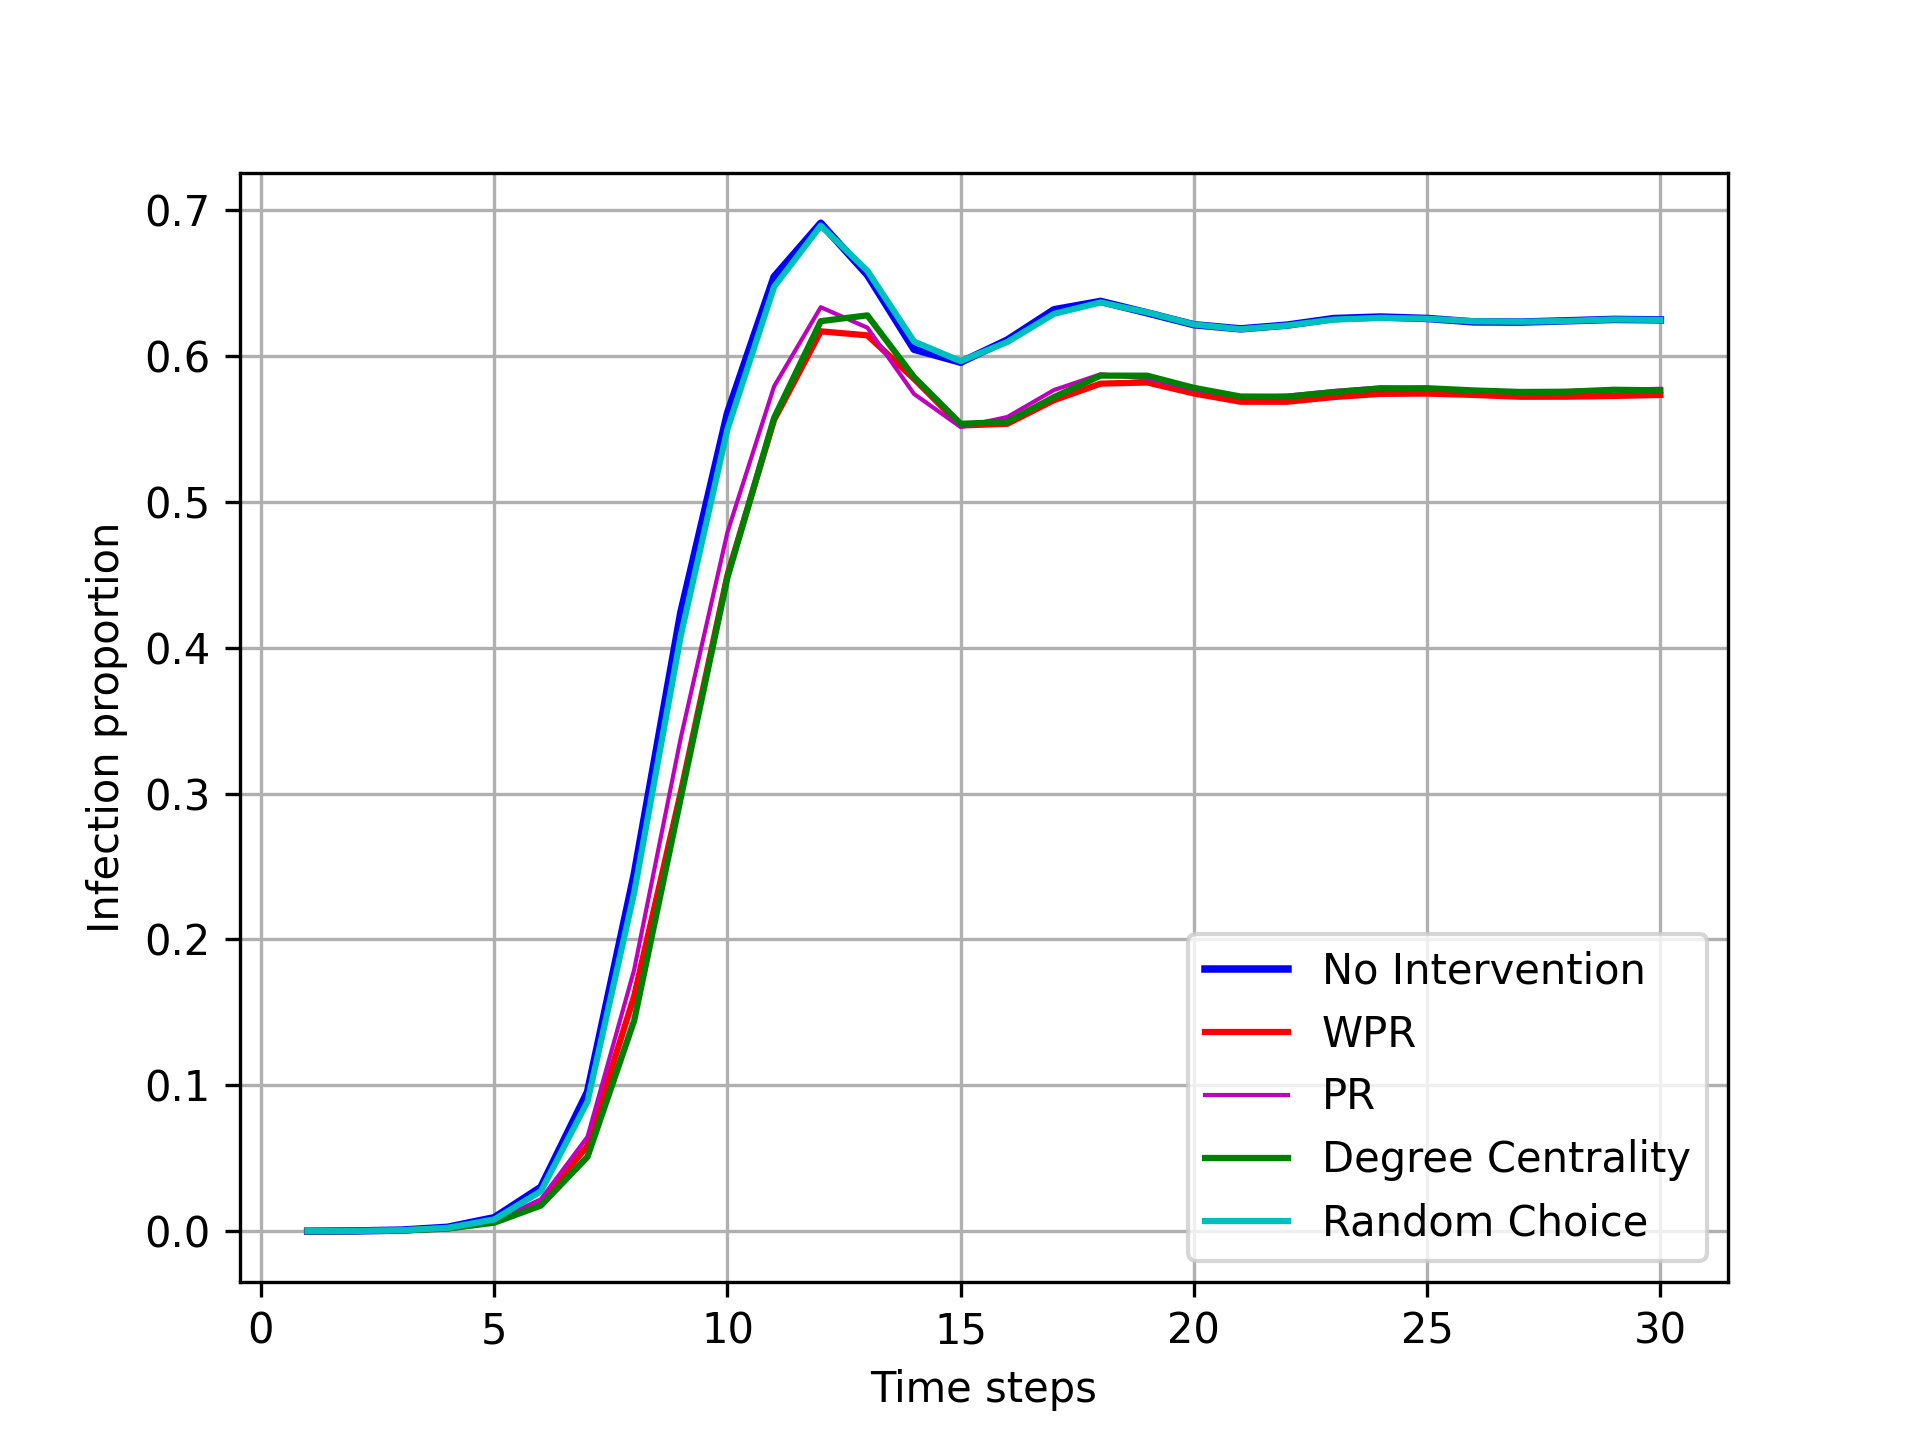 0.7
0.6
0.5
0.4
0.3
0.2
0.1
0.0
Infection proportion
No Intervention
WPR
PR
Degree Centrality
Random Choice
0 5 10 15 20 25 30
Time steps